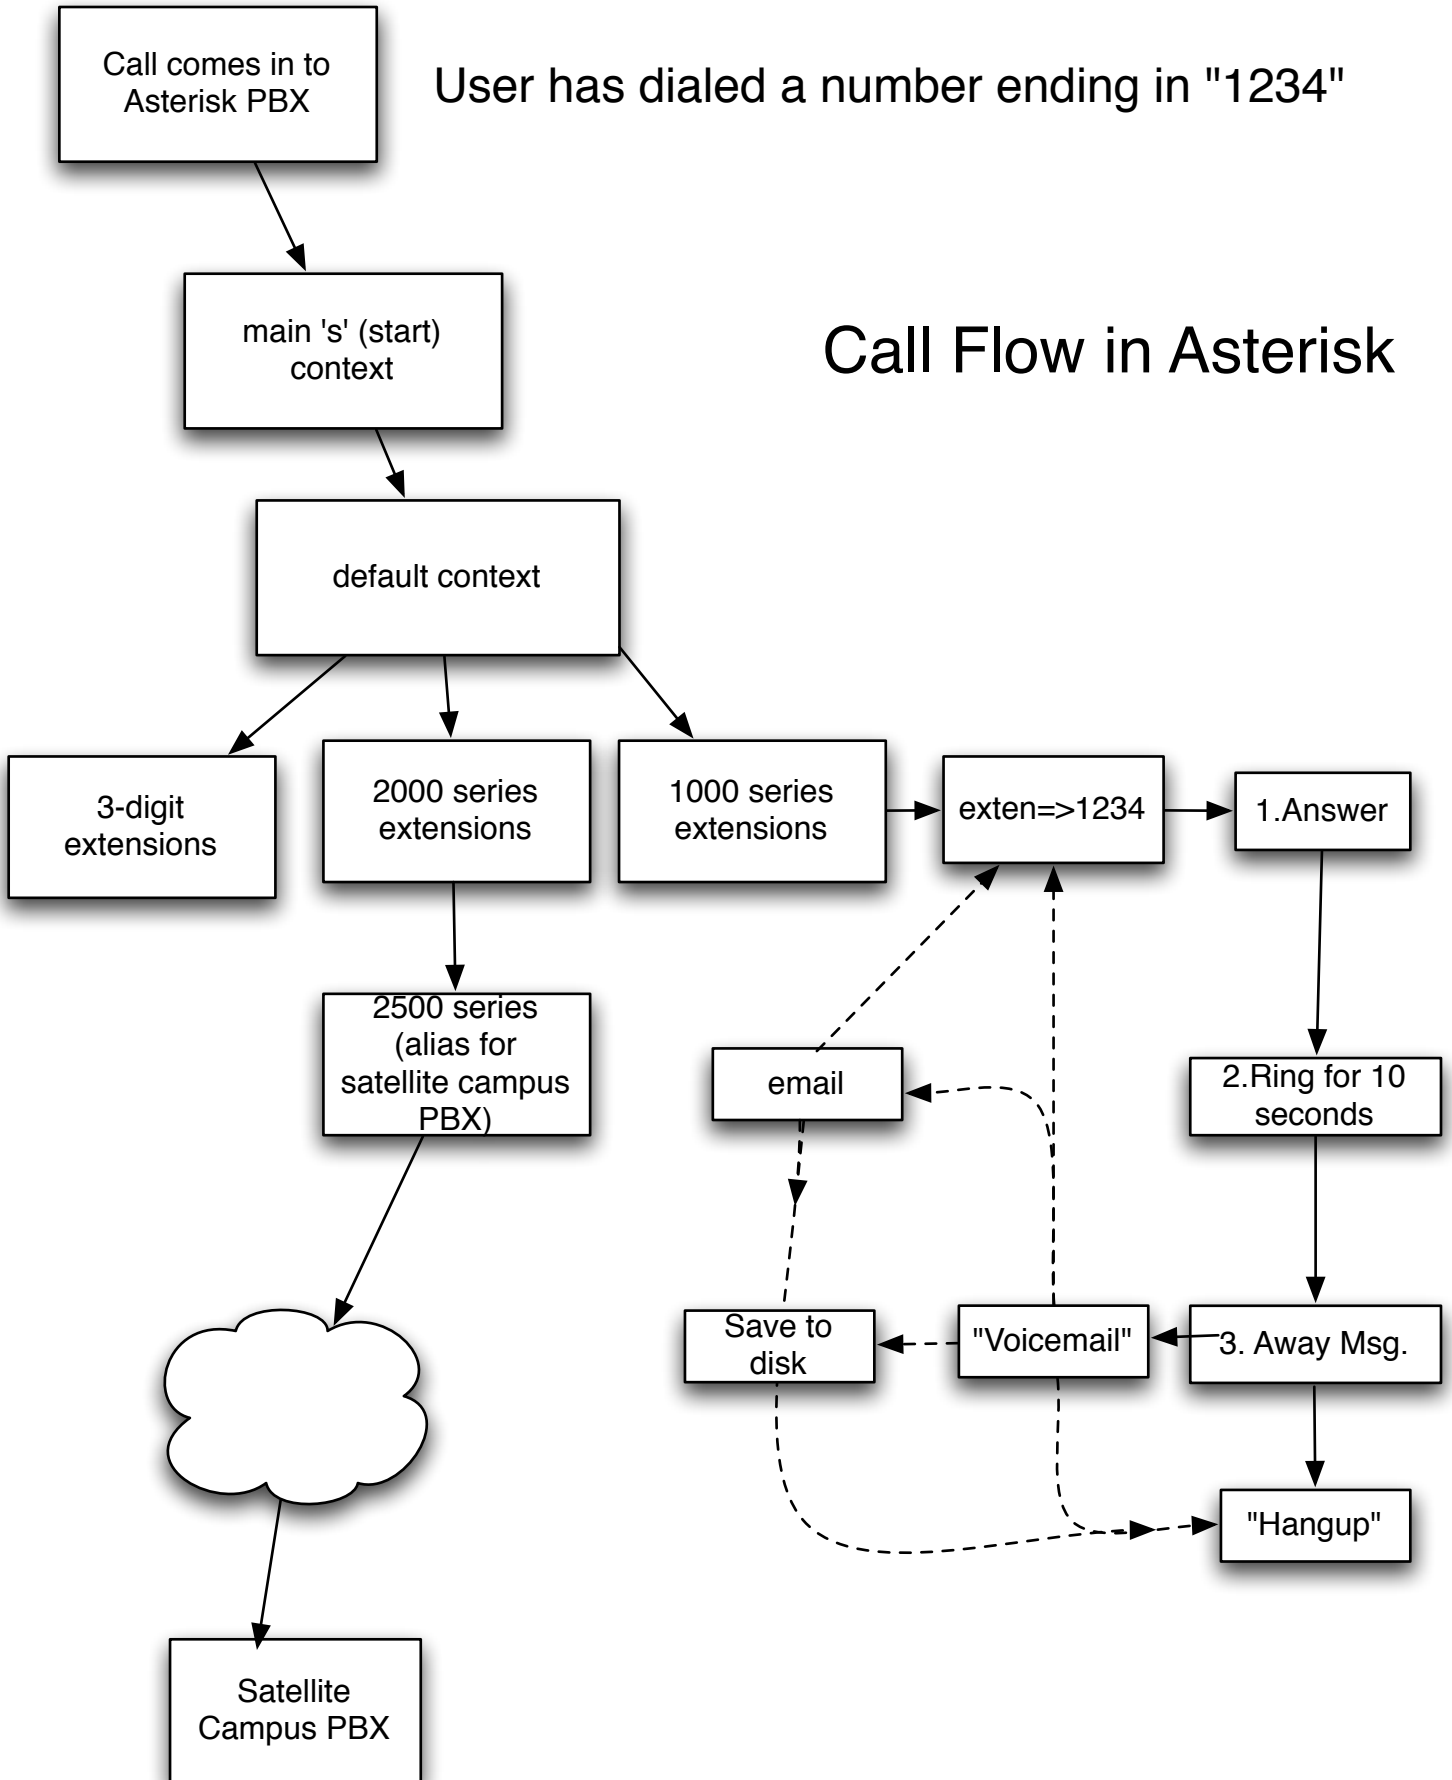 Call comes in to
Asterisk PBX
User has dialed a number ending in "1234"
main 's' (start)
context
Call Flow in Asterisk
default context
3-digit
extensions
2000 series
extensions
1000 series
extensions
exten=>1234
1.Answer
2500 series
(alias for
satellite campus
PBX)
email
2.Ring for 10
seconds
Save to
disk
"Voicemail"
3. Away Msg.
"Hangup"
Satellite
Campus PBX